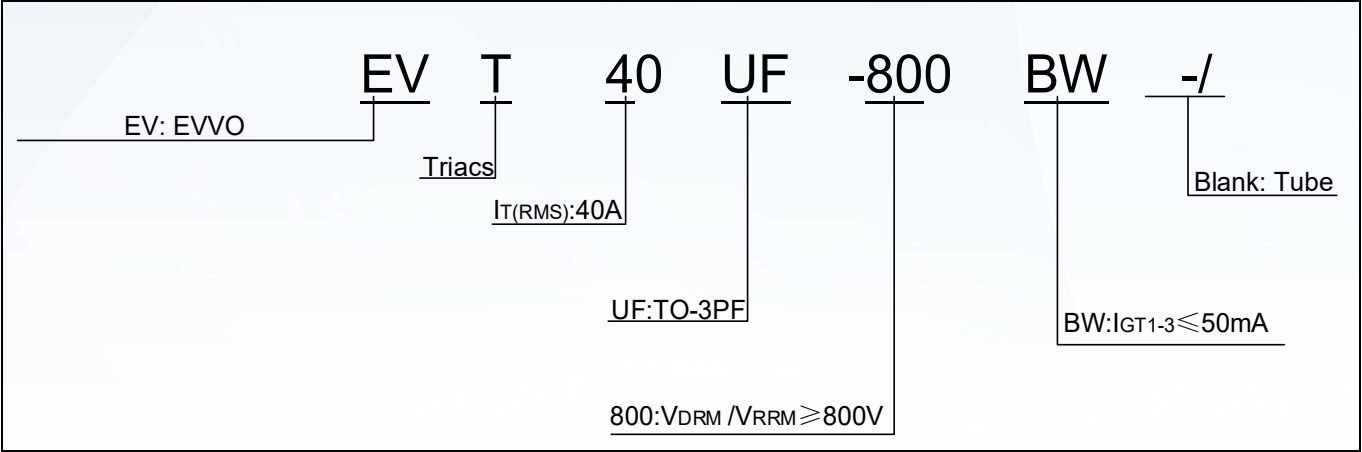 EV T 40 UF -800 BW -/
EV: EVVO
Triacs
Blank: Tube
IT(RMS):40A
UF:TO-3PF
BW:IGT1-3≤50mA
800:VDRM /VRRM≥800V